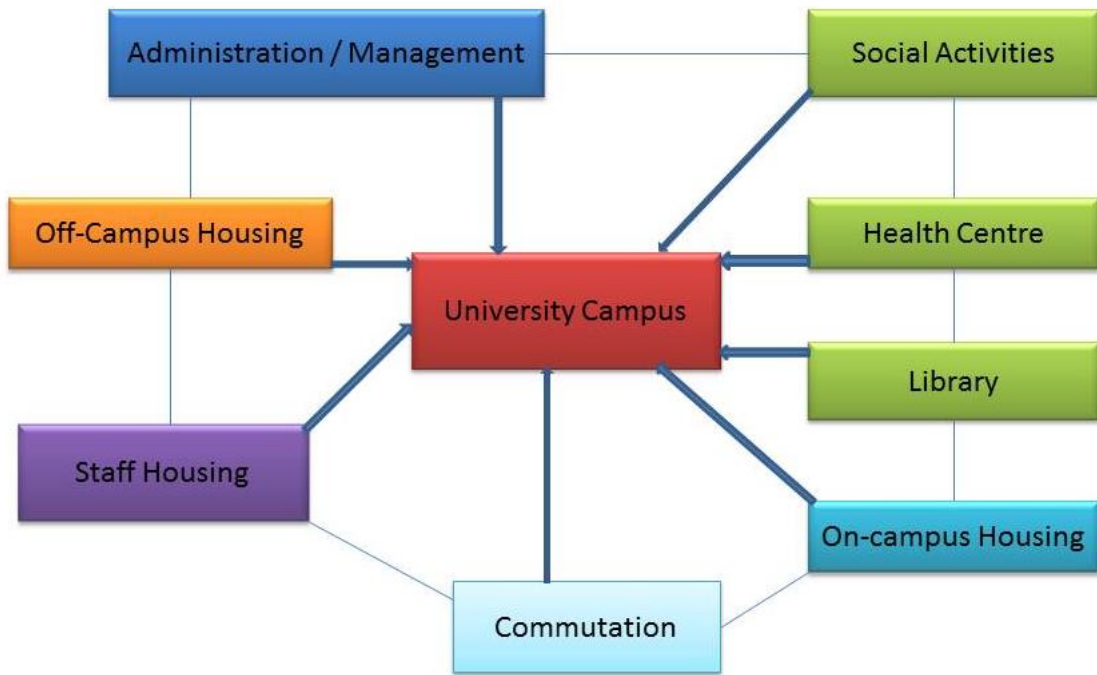 Administration / Management
Social Activities
Off-Campus Housing
Health Centre
University Campus
Library
Staff Housing
On-campus Housing
Commutation